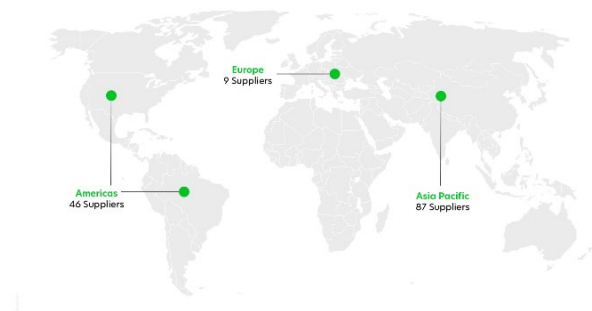 Europe
9 Suppliers
Americas
46 Suppliers
Asia Pacific
87 Suppliers